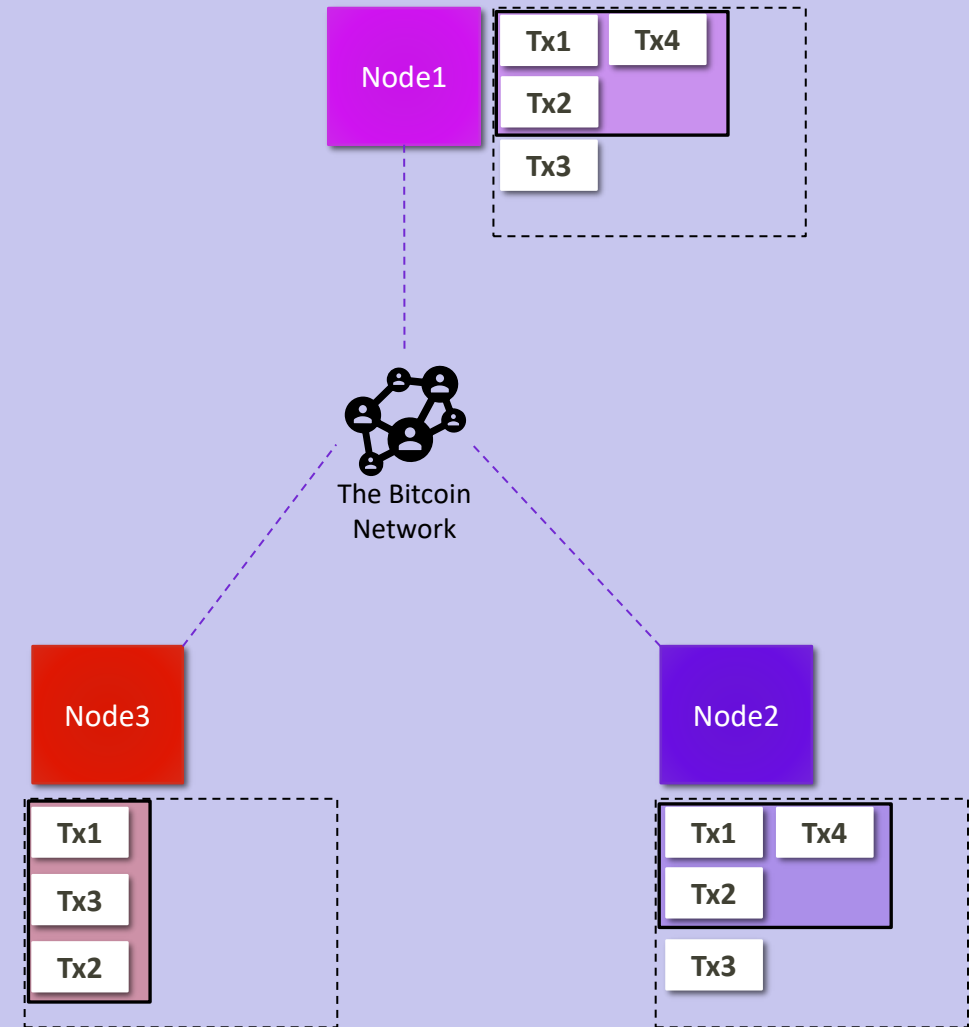 Node1
Tx1 Tx4
Tx2
Tx3
The Bitcoin
Network
Node3
Node2
Tx1
Tx3
Tx2
Tx1 Tx4
Tx2
Tx3